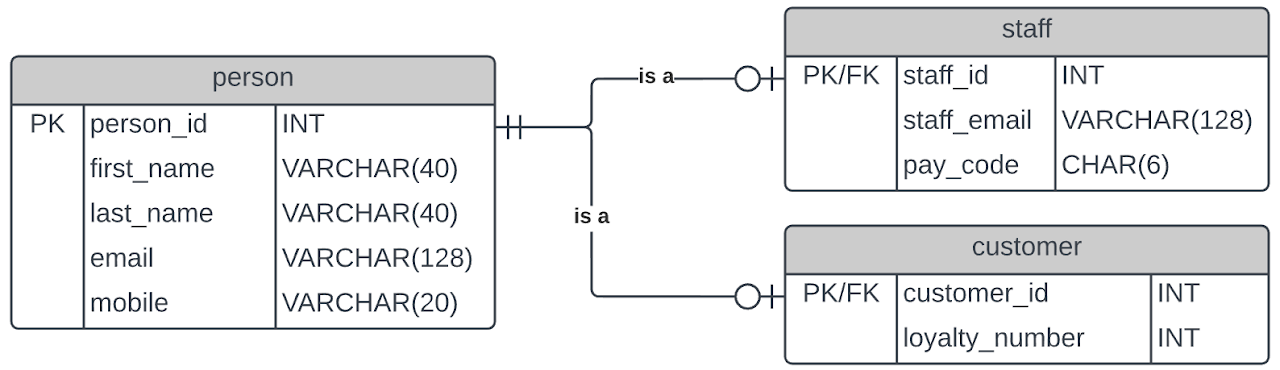 person
PK person_id INT
first_name VARCHAR(40)
last_name VARCHAR(40)
email VARCHAR(128)
mobile VARCHAR(20)
is a
is a
staff
PK/FK staff_id INT
staff_email VARCHAR(128)
pay_code CHAR(6)
customer
PK/FK customer_id INT
loyalty_number INT